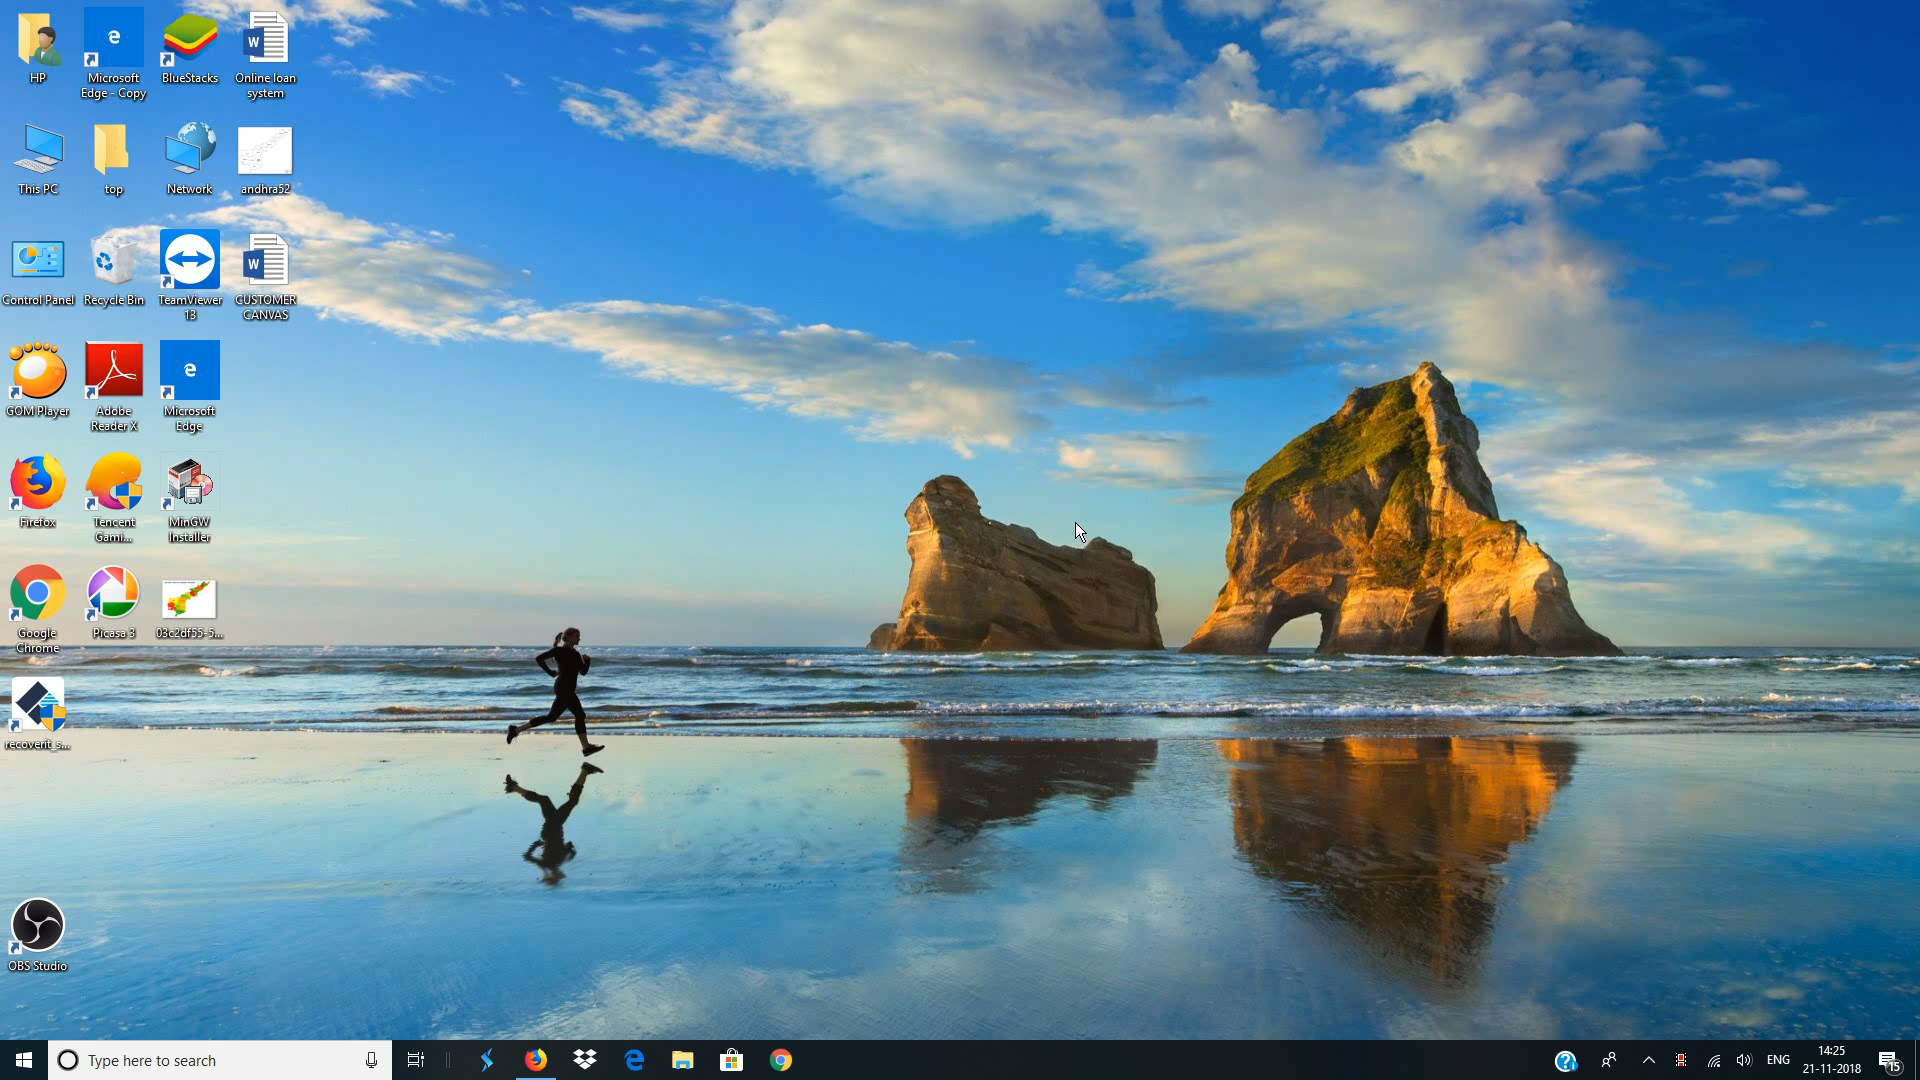 HP
Microsoft
Edge - Copy
BlueStacks
Online loan
system
This PC
top
Network
andhra52
Control Panel
Recycle Bin
TeamViewer
13
CUSTOMER
CANVAS
GOM Player
Adobe
Reader X
Microsoft
Edge
Firefox
Tencent
Gami...
MinGW
Installer
Google
Chrome
Picasa 3
03c2df55-5...
recoverit_s...
OBS Studio
Type here to search
ENG
14:25
21-11-2018
15